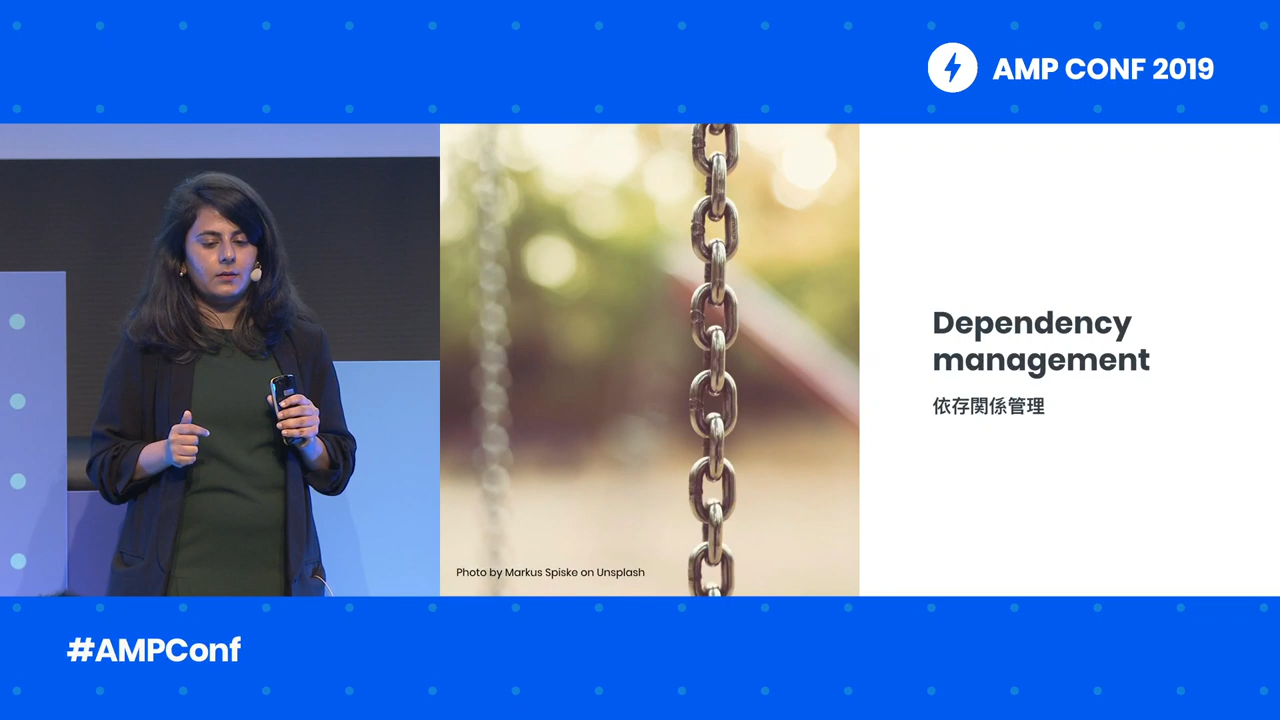 AMP CONF 2019
Dependency
management
依存関係管理
Photo by Markus Spiske on Unsplash
#AMPConf